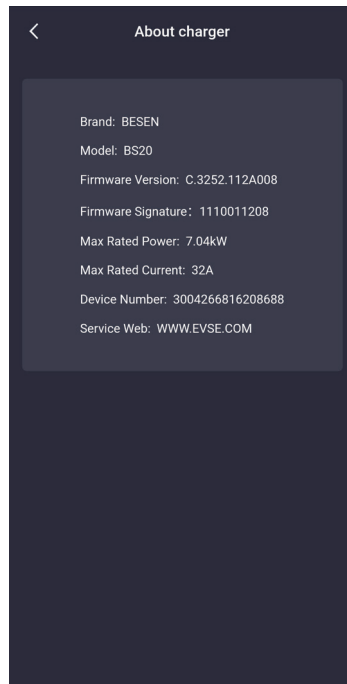 About charger
Brand: BESEN
Model: BS20
Firmware Version: C.3252.112A008
Firmware Signature： 1110011208
Max Rated Power: 7.04kW
Max Rated Current: 32A
Device Number: 3004266816208688
Service Web: WWW.EVSE.COM